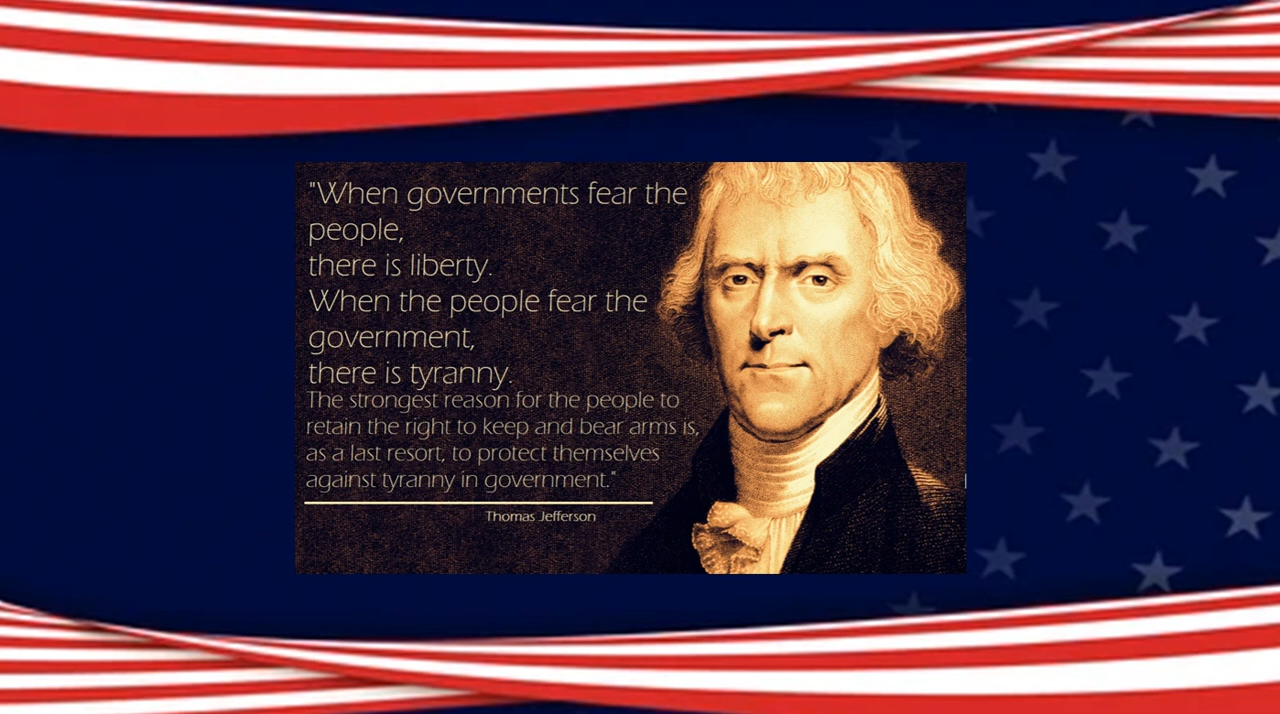 "When governments fear the
people,
there is liberty.
When the people fear the
government,
there is tyranny.
The strongest reason for the people to
retain the right to keep and bear arms is,
as a last resort, to protect themselves
against tyranny in government."
Thomas Jefferson